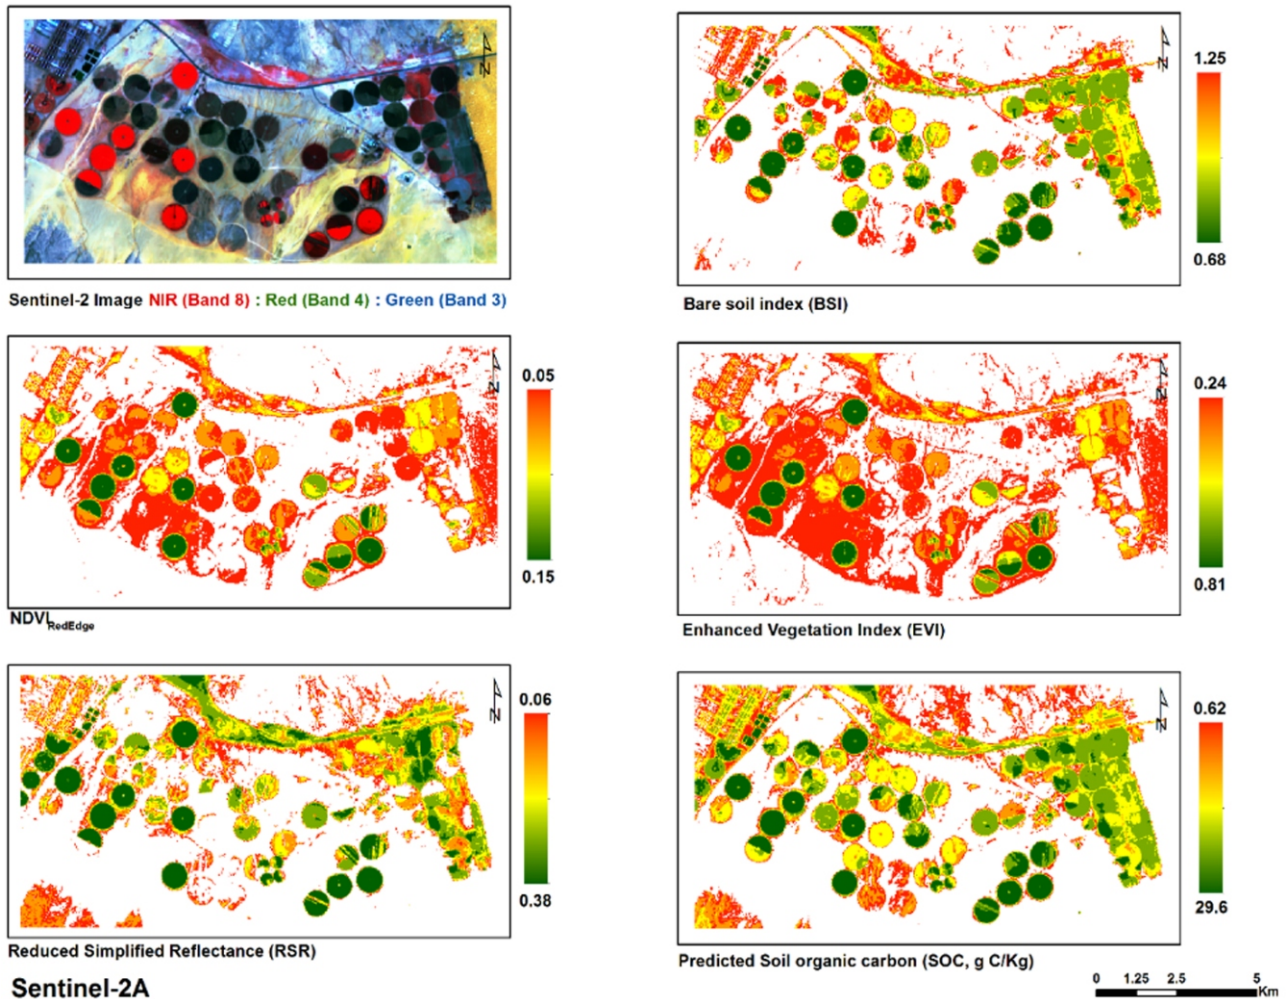 N
N
1.25
0.68
Sentinel-2 Image NIR (Band 8) : Red (Band 4) : Green (Band 3)
Bare soil index (BSI)
N
0.05
0.15
N
0.24
0.81
NDVI RedEdge
Enhanced Vegetation Index (EVI)
N
0.06
0.38
N
0.62
29.6
Reduced Simplified Reflectance (RSR)
Predicted Soil organic carbon (SOC, g C/Kg)
Sentinel-2A
0 1.25 2.5 5
Km